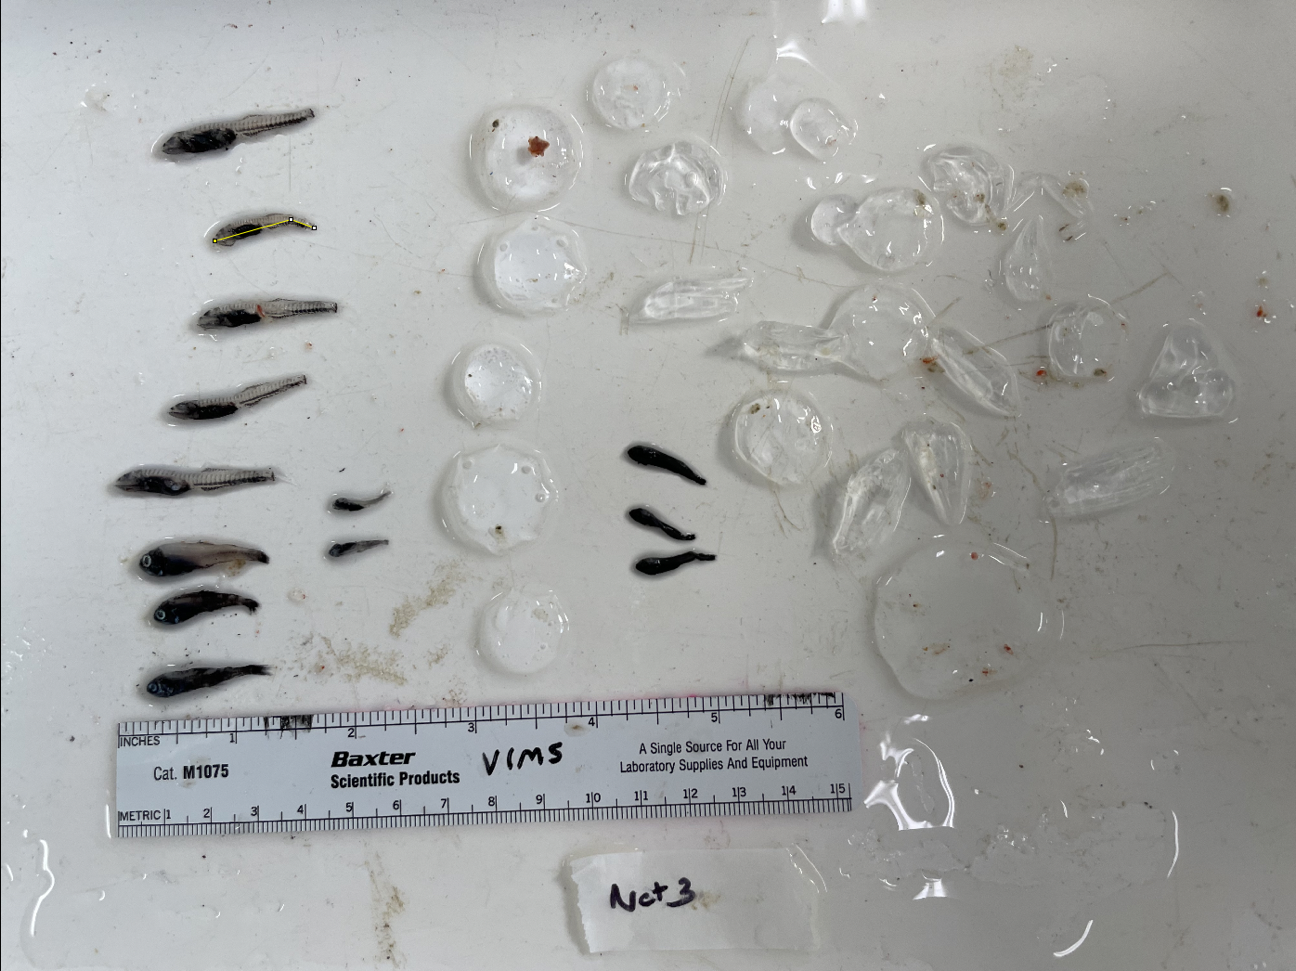 1 2 3 4 5 6
INCHES
Baxter VIMS A Single Source For All Your
Cat. M1075 Scientific Products Laboratory Supplies And Equipment
METRIC 1 2 3 4 5 6 7 8 9 10 11 12 13 14 15
Net 3